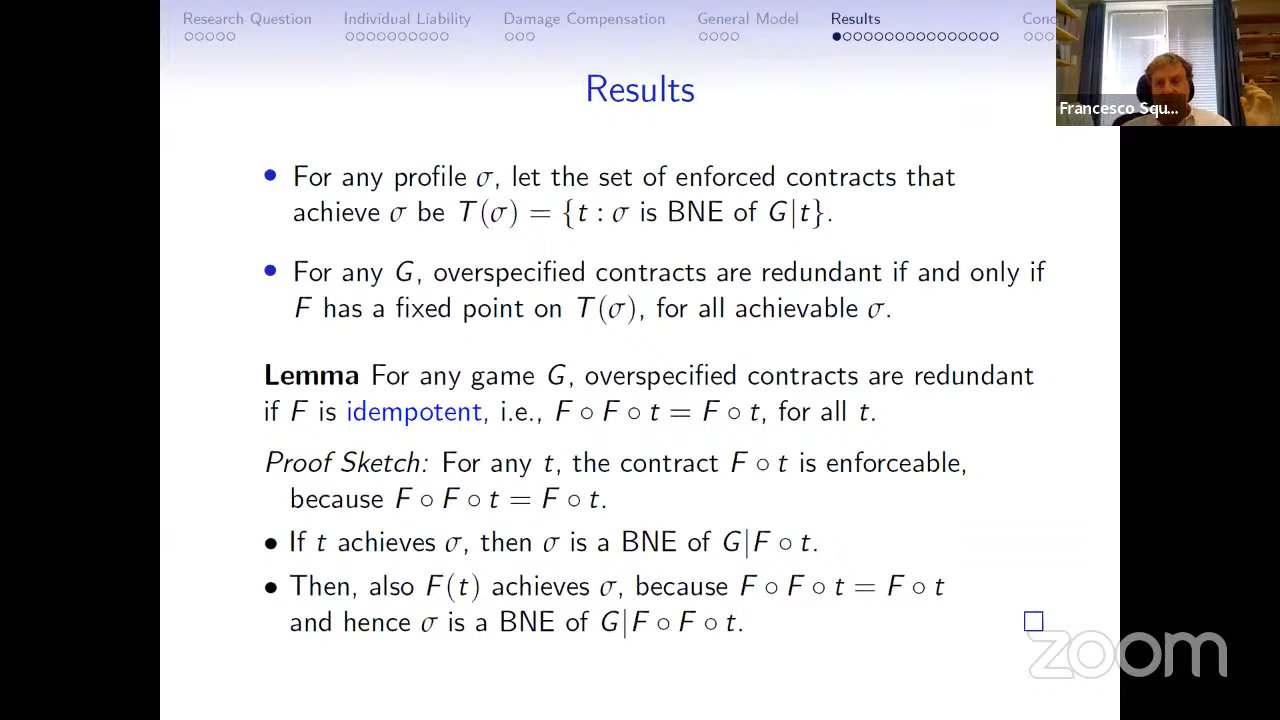 Research Question Individual Liability Damage Compensation General Model Results Conc
Francesco Squ...
Results
• For any profile σ, let the set of enforced contracts that
achieve σ be T(σ) = {t : σ is BNE of G|t}.
• For any G, overspecified contracts are redundant if and only if
F has a fixed point on T(σ), for all achievable σ.
Lemma For any game G, overspecified contracts are redundant
if F is idempotent, i.e., F ∘ F ∘ t = F ∘ t, for all t.
Proof Sketch: For any t, the contract F ∘ t is enforceable,
because F ∘ F ∘ t = F ∘ t.
• If t achieves σ, then σ is a BNE of G|F ∘ t.
• Then, also F(t) achieves σ, because F ∘ F ∘ t = F ∘ t
and hence σ is a BNE of G|F ∘ F ∘ t. □
zoom